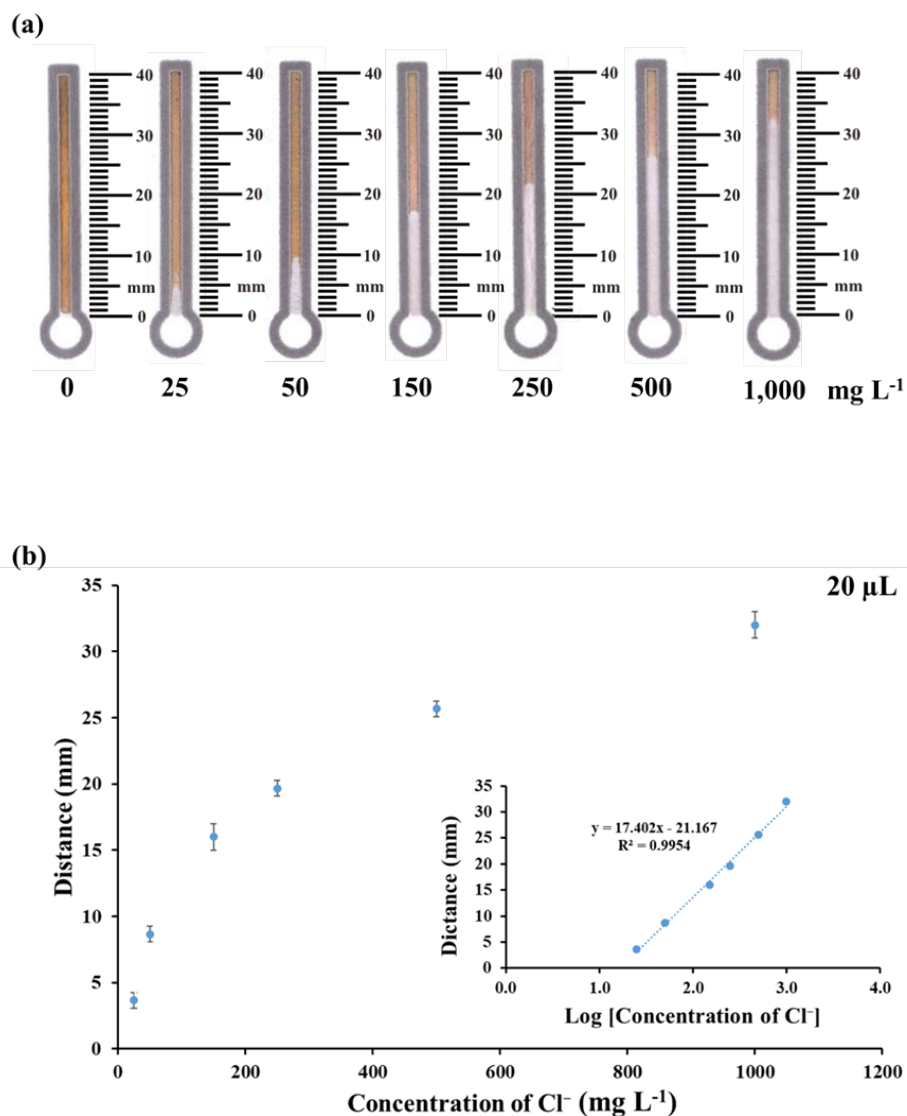 (a)
40 40 40 40 40 40 40
30 30 30 30 30 30 30
20 20 20 20 20 20 20
10 10 10 10 10 10 10
mm mm mm mm mm mm mm
0 0 0 0 0 0 0
0 25 50 150 250 500 1,000 mg L-1
(b)
20 µL
35
30
25
20
15
10
5
0
Distance (mm)
0 200 400 600 800 1000 1200
Concentration of Cl⁻ (mg L-1)
35
30
25
20
15
10
5
0
Dictance (mm)
y = 17.402x - 21.167
R² = 0.9954
0.0 1.0 2.0 3.0 4.0
Log [Concentration of Cl⁻]